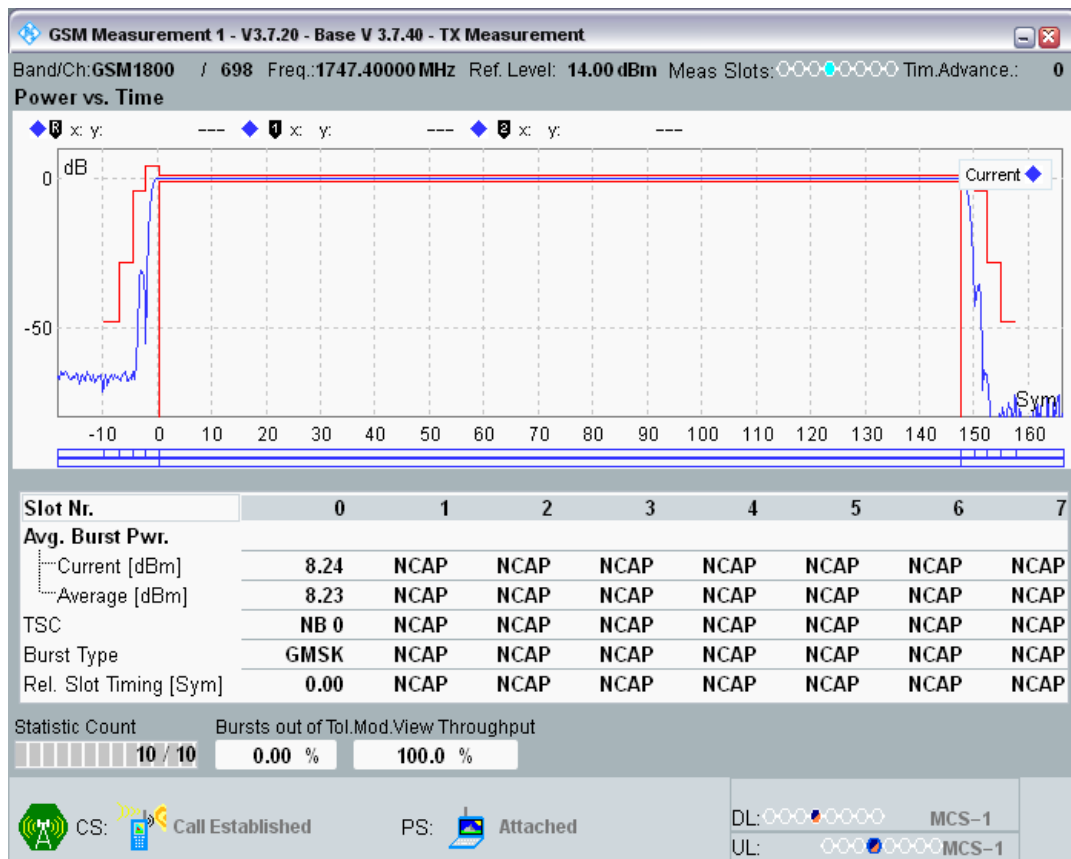 GSM Measurement 1 - V3.7.20 - Base V 3.7.40 - TX Measurement
Band/Ch:GSM1800 / 698 Freq.:1747.40000 MHz Ref. Level: 14.00 dBm Meas Slots: Tim.Advance.: 0
Power vs. Time
R x: y: --- 1 x: y: --- 2 x: y: ---
dB
Current
0
-50
Sym
-10 0 10 20 30 40 50 60 70 80 90 100 110 120 130 140 150 160
Slot Nr. 0 1 2 3 4 5 6 7
Avg. Burst Pwr.
Current [dBm] 8.24 NCAP NCAP NCAP NCAP NCAP NCAP NCAP
Average [dBm] 8.23 NCAP NCAP NCAP NCAP NCAP NCAP NCAP
TSC NB 0 NCAP NCAP NCAP NCAP NCAP NCAP NCAP
Burst Type GMSK NCAP NCAP NCAP NCAP NCAP NCAP NCAP
Rel. Slot Timing [Sym] 0.00 NCAP NCAP NCAP NCAP NCAP NCAP NCAP
Statistic Count Bursts out of Tol.Mod.View Throughput
10 / 10 0.00 % 100.0 %
CS: Call Established PS: Attached
DL: MCS-1
UL: MCS-1